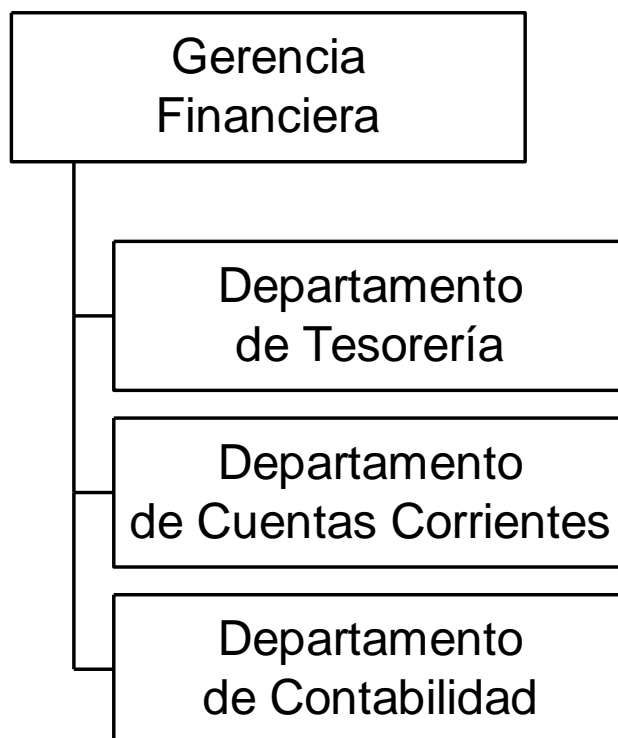 Gerencia
Financiera
Departamento
de Tesorería
Departamento
de Cuentas Corrientes
Departamento
de Contabilidad